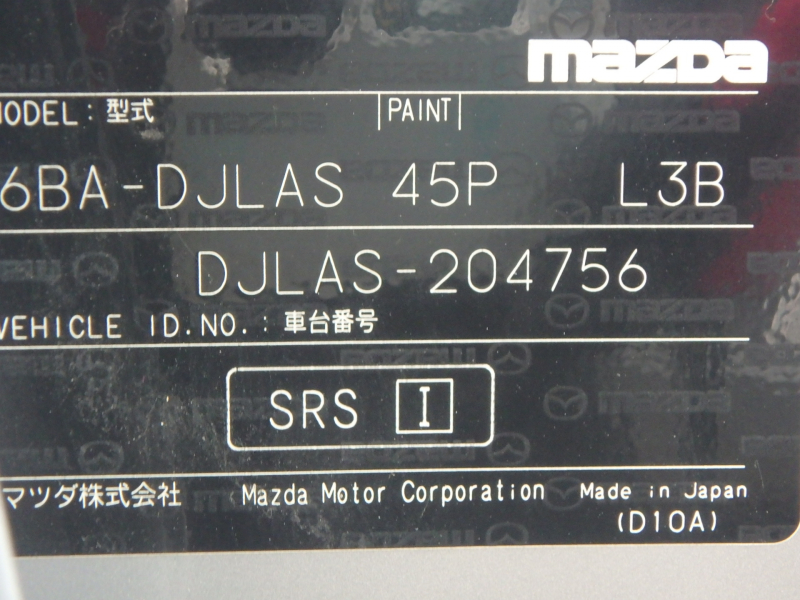 mazda
MODEL : 型式 PAINT
6BA-DJLAS 45P L3B
DJLAS-204756
VEHICLE ID.NO. : 車台番号
SRS I
マツダ株式会社 Mazda Motor Corporation Made in Japan
(D10A)